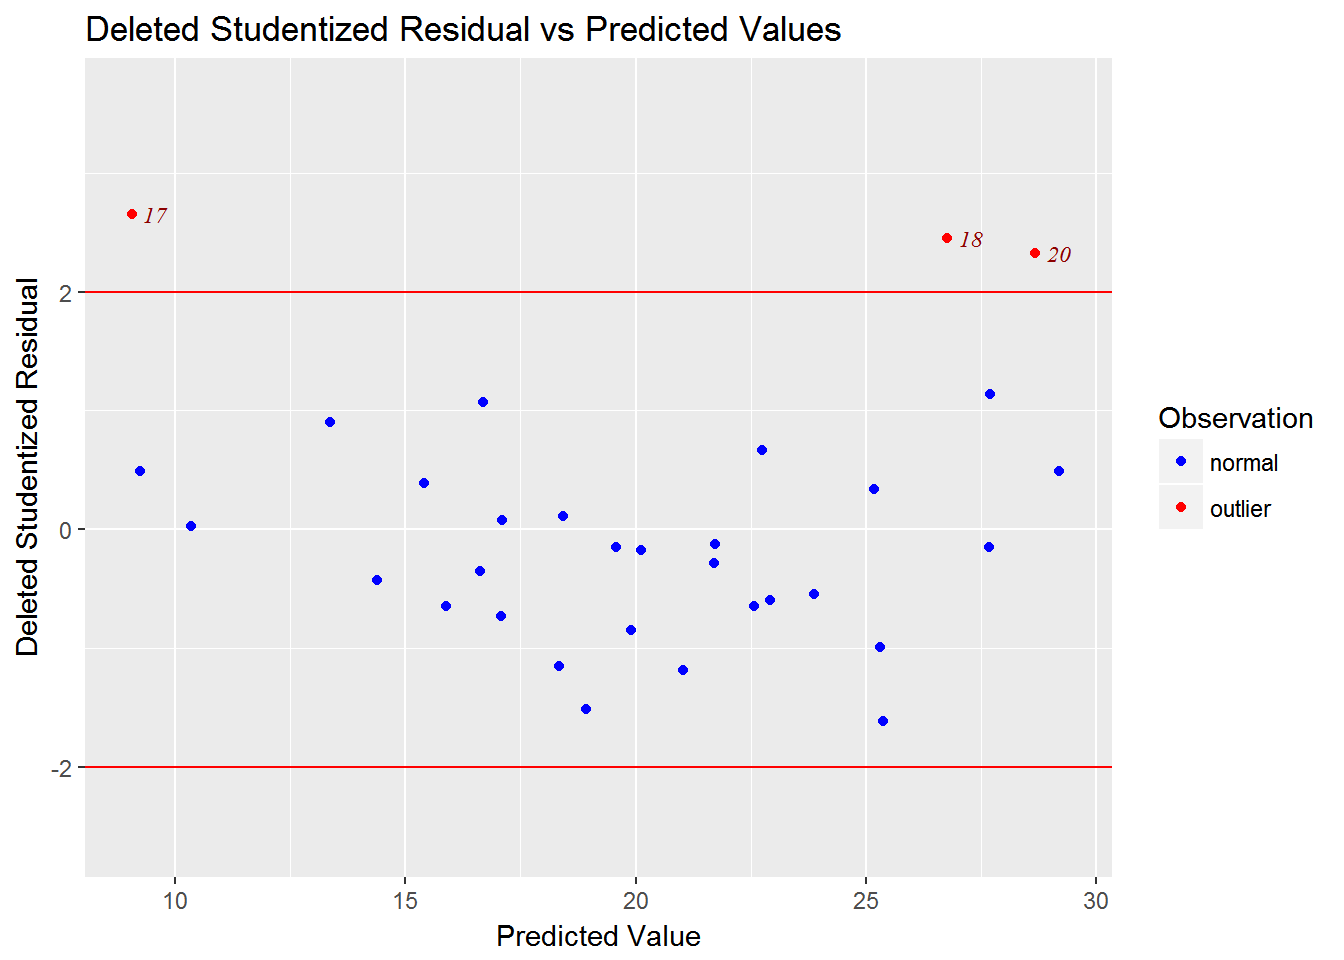 Deleted Studentized Residual vs Predicted Values
Deleted Studentized Residual
2
0
-2
17
18
20
10
15
20
25
30
Predicted Value
Observation
normal
outlier